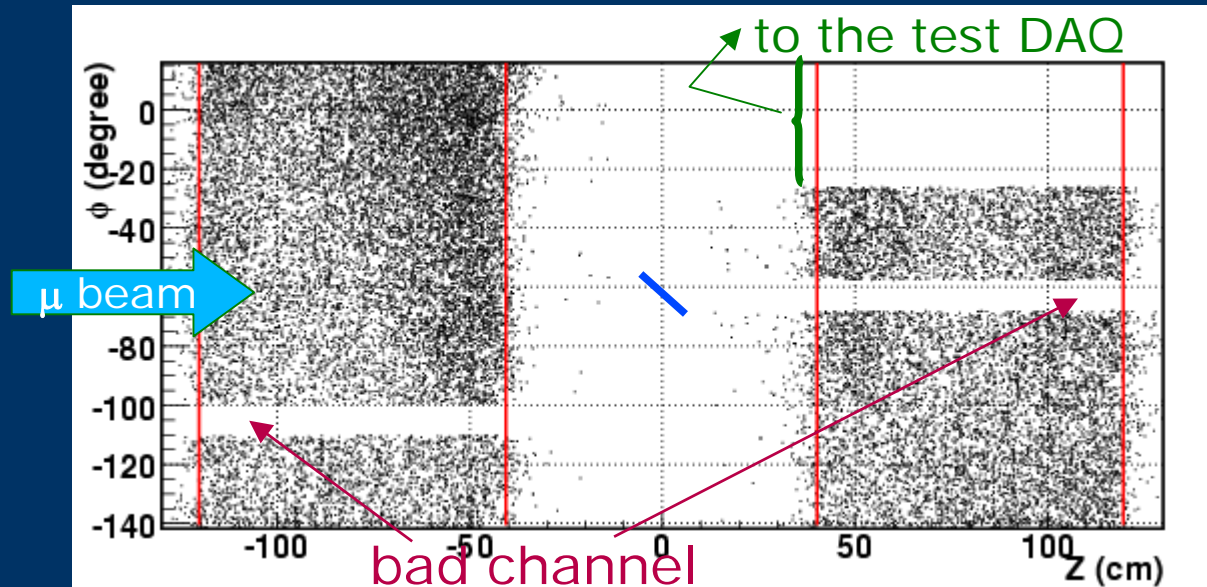 to the test DAQ
φ (degree)
0
-20
-40
μ beam
-80
-100
-120
-140
-100
-50
0
50
100
Z (cm)
bad channel